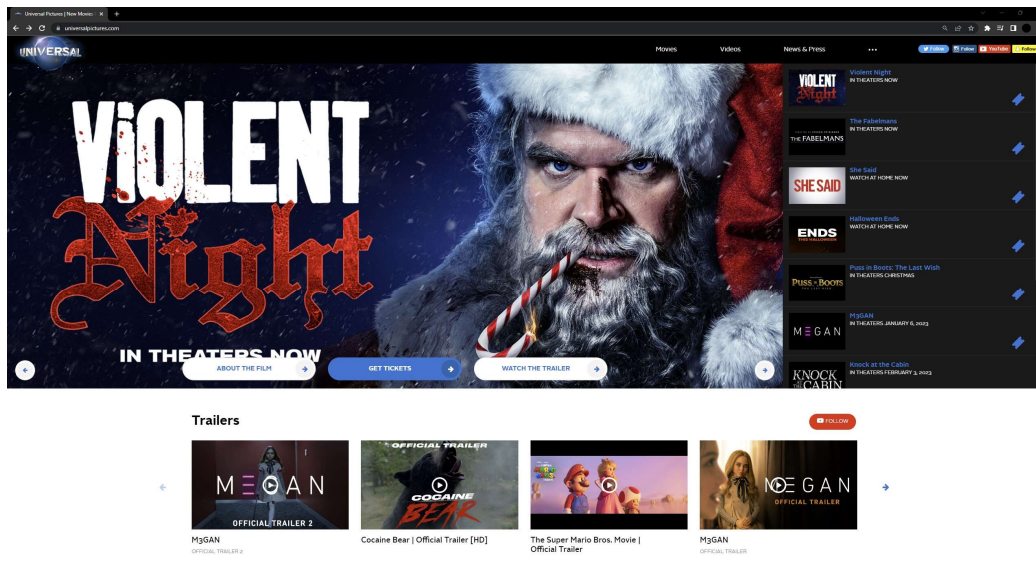 Universal Pictures | New Movies
universalpictures.com
UNIVERSAL
Movies
Videos
News & Press
Follow
Follow
YouTube
Follow
VIOLENT
Night
IN THEATERS NOW
ABOUT THE FILM
GET TICKETS
WATCH THE TRAILER
VIOLENT
Night
Violent Night
IN THEATERS NOW
THE FABELMANS
The Fabelmans
IN THEATERS NOW
SHE SAID
She Said
WATCH AT HOME NOW
ENDS
THIS HALLOWEEN
Halloween Ends
WATCH AT HOME NOW
PUSS IN BOOTS
Puss in Boots: The Last Wish
IN THEATERS CHRISTMAS
M3GAN
M3GAN
IN THEATERS JANUARY 6, 2023
KNOCK
AT THE CABIN
Knock at the Cabin
IN THEATERS FEBRUARY 3, 2023
Trailers
FOLLOW
M3GAN
OFFICIAL TRAILER 2
M3GAN
OFFICIAL TRAILER 2
OFFICIAL TRAILER
COCAINE
BEAR
Cocaine Bear | Official Trailer [HD]
The Super Mario Bros. Movie |
Official Trailer
M3GAN
OFFICIAL TRAILER
M3GAN
OFFICIAL TRAILER